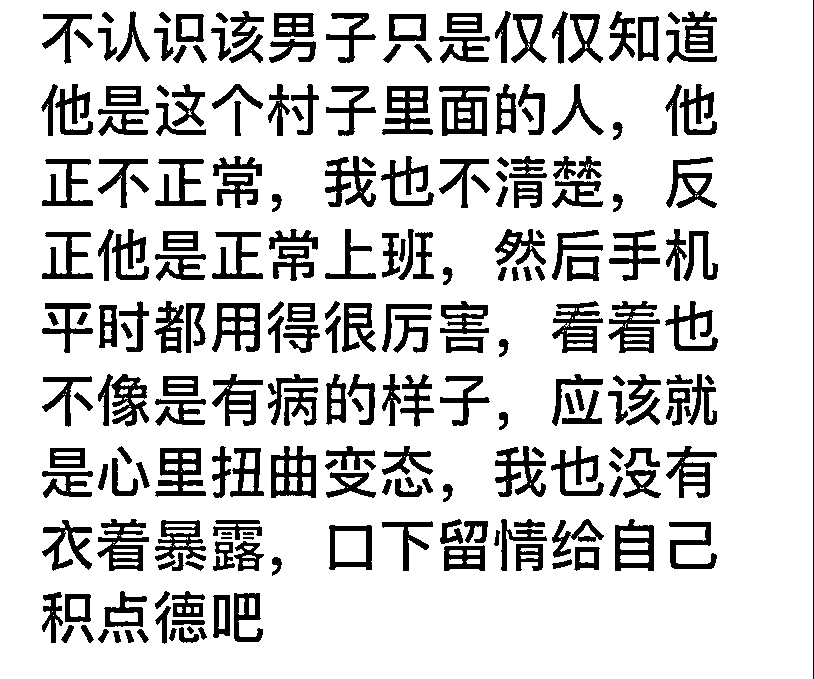 不认识该男子只是仅仅知道
他是这个村子里面的人，他
正不正常，我也不清楚，反
正他是正常上班，然后手机
平时都用得很厉害，看着也
不像是有病的样子，应该就
是心里扭曲变态，我也没有
衣着暴露，口下留情给自己
积点德吧